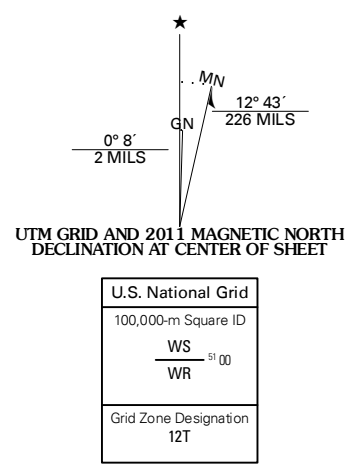 ★
MN
GN
12° 43´
226 MILS
0° 8´
2 MILS
UTM GRID AND 2011 MAGNETIC NORTH
DECLINATION AT CENTER OF SHEET
U.S. National Grid
100,000-m Square ID
WS
51 00
WR
Grid Zone Designation
12T